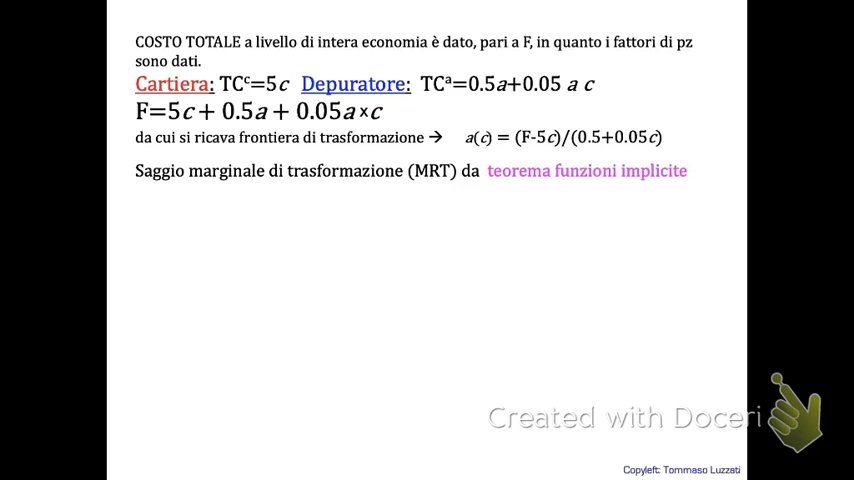 COSTO TOTALE a livello di intera economia è dato, pari a F, in quanto i fattori di pz
sono dati.
Cartiera: TCᶜ=5c Depuratore: TCᵃ=0.5a+0.05 a c
F=5c + 0.5a + 0.05a×c
da cui si ricava frontiera di trasformazione → a(c) = (F-5c)/(0.5+0.05c)
Saggio marginale di trasformazione (MRT) da teorema funzioni implicite
Created with Doceri
Copyleft: Tommaso Luzzati